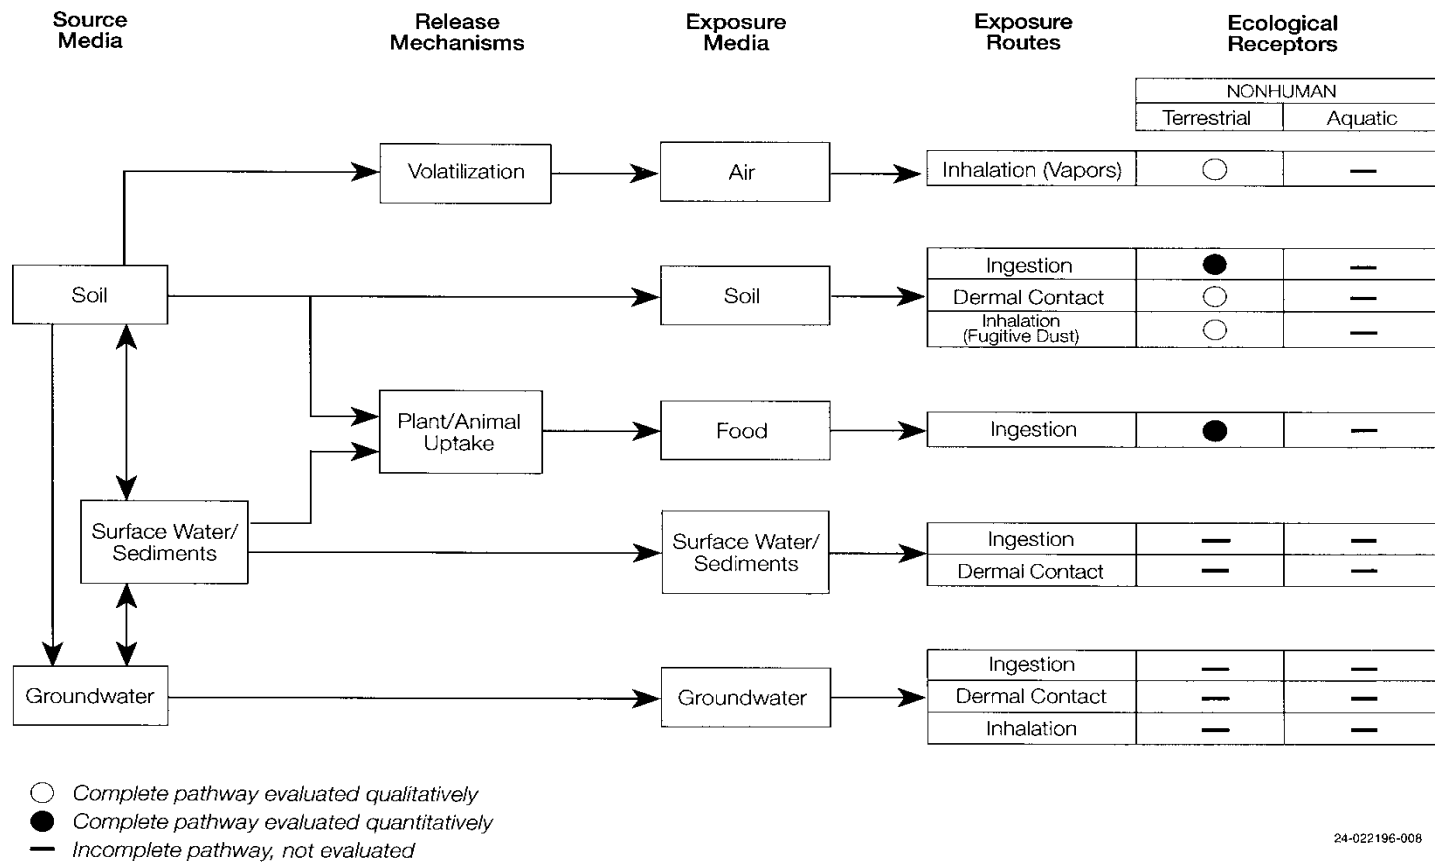 Source
Media
Release
Mechanisms
Exposure
Media
Exposure
Routes
Ecological
Receptors
NONHUMAN
Terrestrial
Aquatic
Volatilization
Air
Inhalation (Vapors)
Soil
Soil
Ingestion
Dermal Contact
Inhalation
(Fugitive Dust)
Plant/Animal
Uptake
Food
Ingestion
Surface Water/
Sediments
Surface Water/
Sediments
Ingestion
Dermal Contact
Groundwater
Groundwater
Ingestion
Dermal Contact
Inhalation
Complete pathway evaluated qualitatively
Complete pathway evaluated quantitatively
Incomplete pathway, not evaluated
24-022196-008